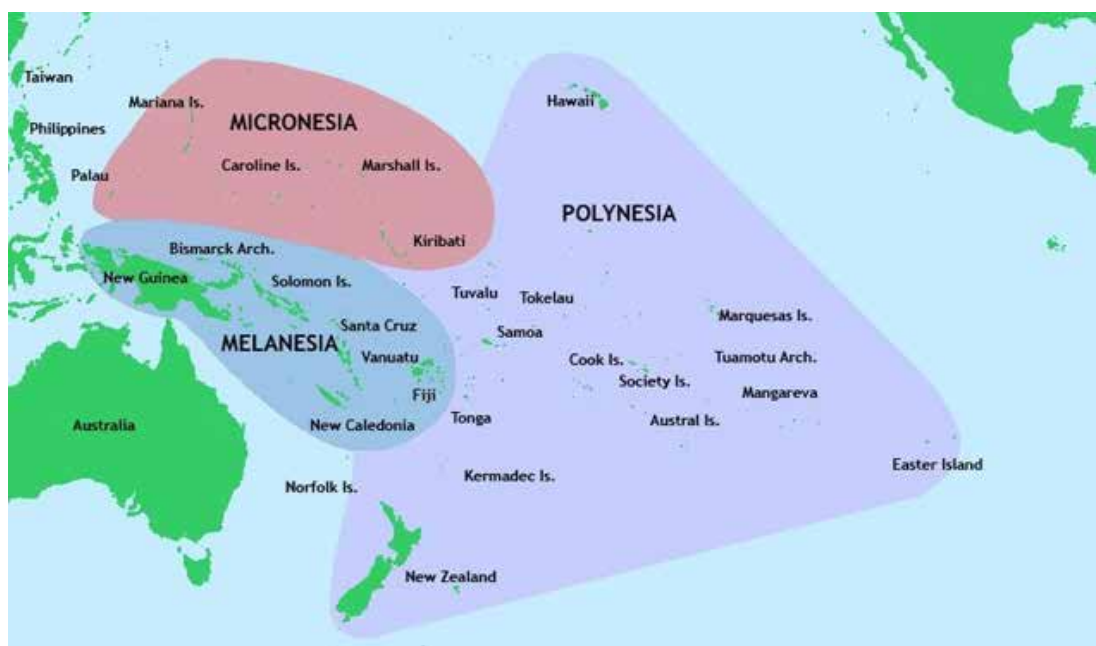 Taiwan
Mariana Is.
Hawaii
MICRONESIA
Philippines
Caroline Is.
Marshall Is.
Palau
POLYNESIA
Kiribati
Bismarck Arch.
New Guinea
Solomon Is.
Tuvalu
Tokelau
Marquesas Is.
Santa Cruz
Samoa
MELANESIA
Vanuatu
Cook Is.
Tuamotu Arch.
Society Is.
Mangareva
Fiji
Tonga
Austral Is.
New Caledonia
Australia
Easter Island
Kermadec Is.
Norfolk Is.
New Zealand